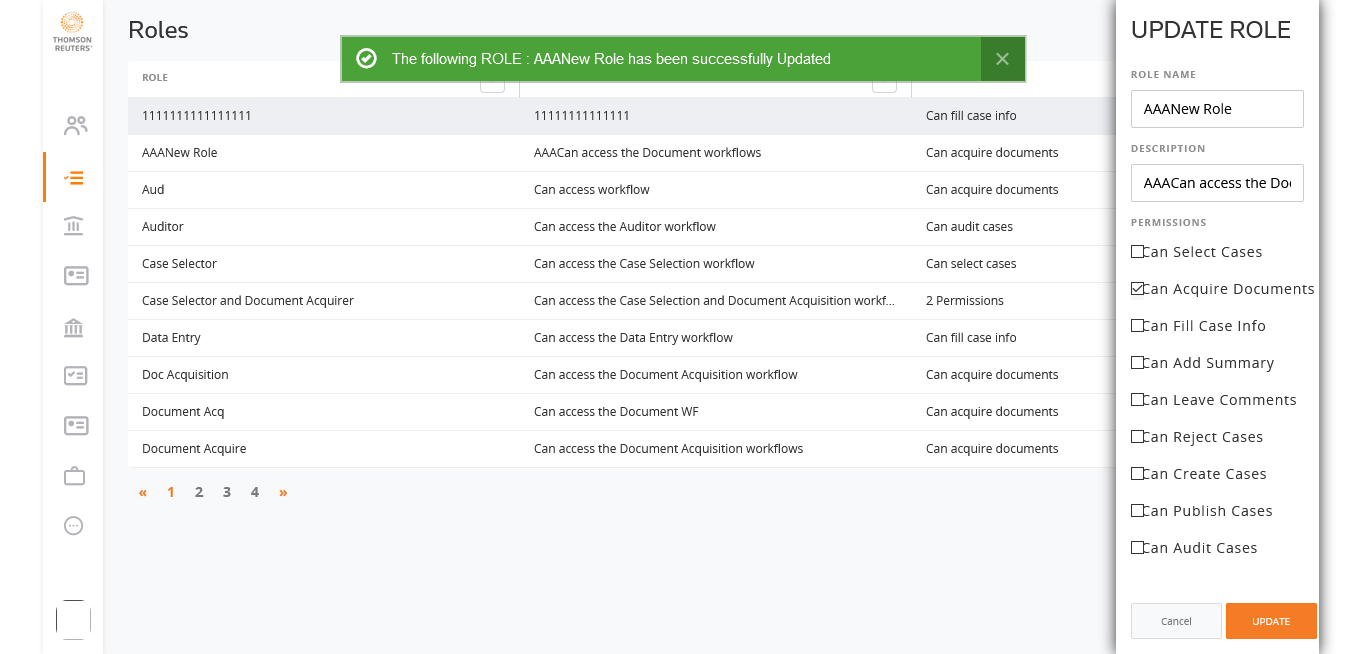 THOMSON
REUTERS®
Roles
The following ROLE : AAANew Role has been successfully Updated
ROLE
1111111111111111 11111111111111 Can fill case info
AAANew Role AAACan access the Document workflows Can acquire documents
Aud Can access workflow Can acquire documents
Auditor Can access the Auditor workflow Can audit cases
Case Selector Can access the Case Selection workflow Can select cases
Case Selector and Document Acquirer Can access the Case Selection and Document Acquisition workf... 2 Permissions
Data Entry Can access the Data Entry workflow Can fill case info
Doc Acquisition Can access the Document Acquisition workflow Can acquire documents
Document Acq Can access the Document WF Can acquire documents
Document Acquire Can access the Document Acquisition workflows Can acquire documents
« 1 2 3 4 »
UPDATE ROLE
ROLE NAME
AAANew Role
DESCRIPTION
AAACan access the Do
PERMISSIONS
Can Select Cases
Can Acquire Documents
Can Fill Case Info
Can Add Summary
Can Leave Comments
Can Reject Cases
Can Create Cases
Can Publish Cases
Can Audit Cases
Cancel UPDATE